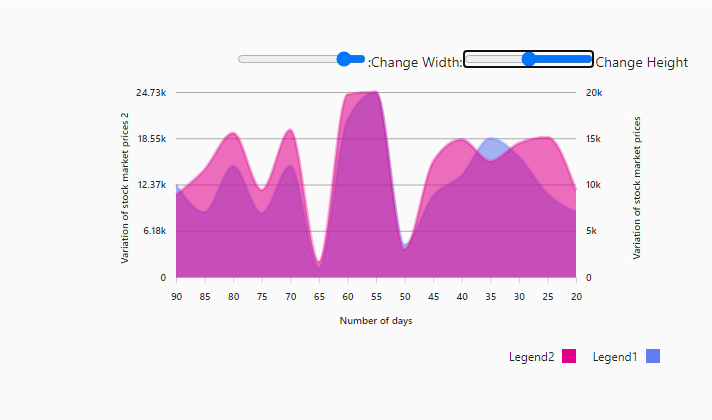 :Change Width: Change Height
24.73k
18.55k
12.37k
6.18k
0
Variation of stock market prices 2
20k
15k
10k
5k
0
Variation of stock market prices
90 85 80 75 70 65 60 55 50 45 40 35 30 25 20
Number of days
Legend2 Legend1